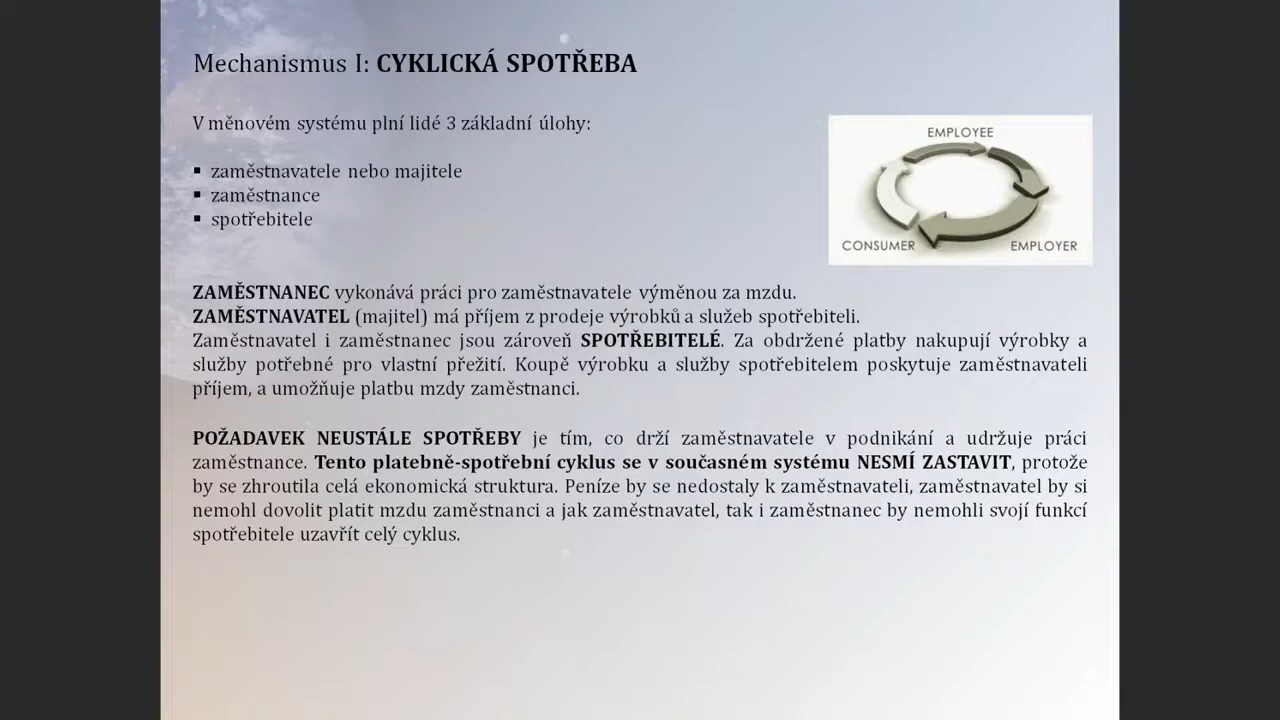 Mechanismus I: CYKLICKÁ SPOTŘEBA
V měnovém systému plní lidé 3 základní úlohy:
▪ zaměstnavatele nebo majitele
▪ zaměstnance
▪ spotřebitele
EMPLOYEE
CONSUMER
EMPLOYER
ZAMĚSTNANEC vykonává práci pro zaměstnavatele výměnou za mzdu.
ZAMĚSTNAVATEL (majitel) má příjem z prodeje výrobků a služeb spotřebiteli.
Zaměstnavatel i zaměstnanec jsou zároveň SPOTŘEBITELÉ. Za obdržené platby nakupují výrobky a
služby potřebné pro vlastní přežití. Koupě výrobku a služby spotřebitelem poskytuje zaměstnavateli
příjem, a umožňuje platbu mzdy zaměstnanci.
POŽADAVEK NEUSTÁLE SPOTŘEBY je tím, co drží zaměstnavatele v podnikání a udržuje práci
zaměstnance. Tento platebně-spotřební cyklus se v současném systému NESMÍ ZASTAVIT, protože
by se zhroutila celá ekonomická struktura. Peníze by se nedostaly k zaměstnavateli, zaměstnavatel by si
nemohl dovolit platit mzdu zaměstnanci a jak zaměstnavatel, tak i zaměstnanec by nemohli svojí funkcí
spotřebitele uzavřít celý cyklus.